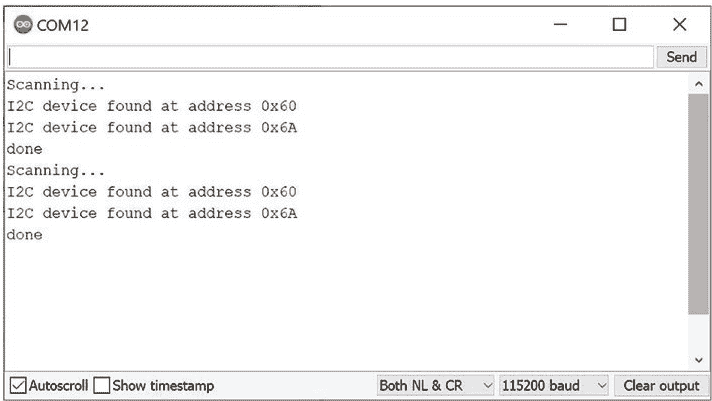 COM12
Send
Scanning...
I2C device found at address 0x60
I2C device found at address 0x6A
done
Scanning...
I2C device found at address 0x60
I2C device found at address 0x6A
done
Autoscroll Show timestamp Both NL & CR 115200 baud Clear output